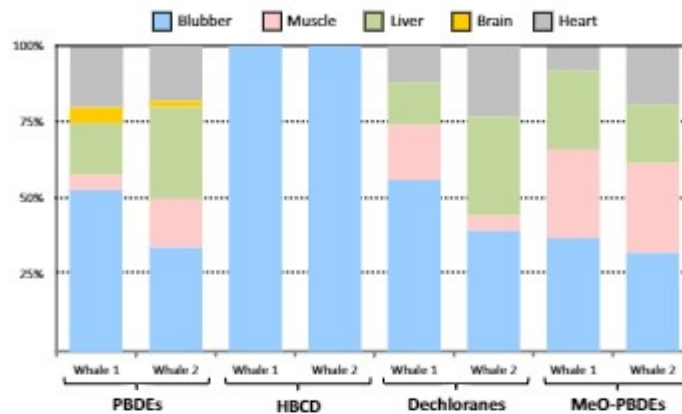 Blubber Muscle Liver Brain Heart
100%
75%
50%
25%
Whale 1 Whale 2 Whale 1 Whale 2 Whale 1 Whale 2 Whale 1 Whale 2
PBDEs HBCD Dechloranes MeO-PBDEs